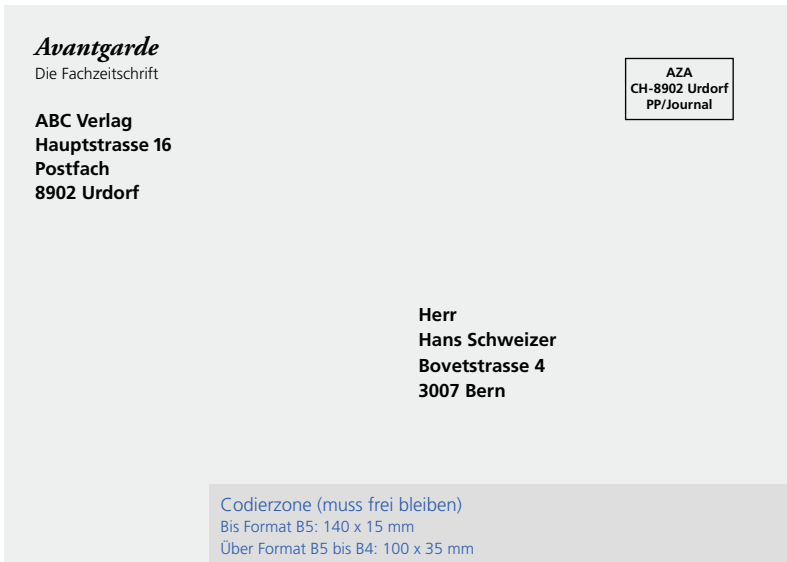 Avantgarde
Die Fachzeitschrift
ABC Verlag
Hauptstrasse 16
Postfach
8902 Urdorf
AZA
CH-8902 Urdorf
PP/Journal
Herr
Hans Schweizer
Bovetstrasse 4
3007 Bern
Codierzone (muss frei bleiben)
Bis Format B5: 140 x 15 mm
Über Format B5 bis B4: 100 x 35 mm